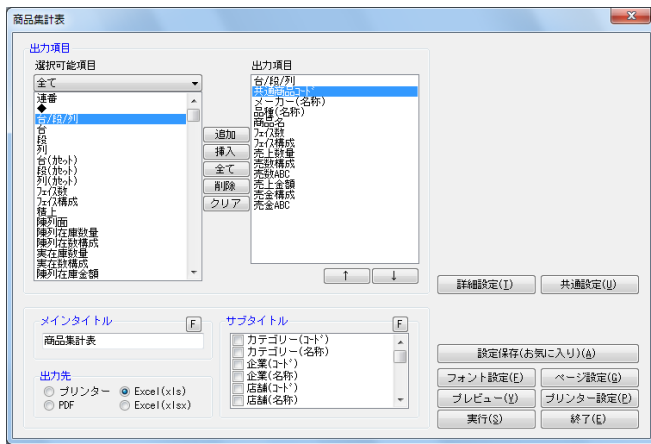 商品集計表
出力項目
選択可能項目
全て
連番
◆
台/段/列
台
段
列
台(ｶｾｯﾄ)
段(ｶｾｯﾄ)
列(ｶｾｯﾄ)
ﾌｪｲｽ数
ﾌｪｲｽ構成
積上
陳列面
陳列在庫数量
陳列在数構成
実在庫数量
実在数構成
陳列在庫金額
追加
挿入
全て
削除
クリア
出力項目
台/段/列
共通商品ｺｰﾄﾞ
メーカー(名称)
品種(名称)
商品名
ﾌｪｲｽ数
ﾌｪｲｽ構成
売上数量
売数構成
売数ABC
売上金額
売金構成
売金ABC
↑
↓
詳細設定(T)
共通設定(U)
メインタイトル
F
商品集計表
サブタイトル
F
カテゴリー(ｺｰﾄﾞ)
カテゴリー(名称)
企業(ｺｰﾄﾞ)
企業(名称)
店舗(ｺｰﾄﾞ)
店舗(名称)
出力先
プリンター
Excel(xls)
PDF
Excel(xlsx)
設定保存(お気に入り)(A)
フォント設定(F)
ページ設定(G)
プレビュー(V)
プリンター設定(P)
実行(S)
終了(E)